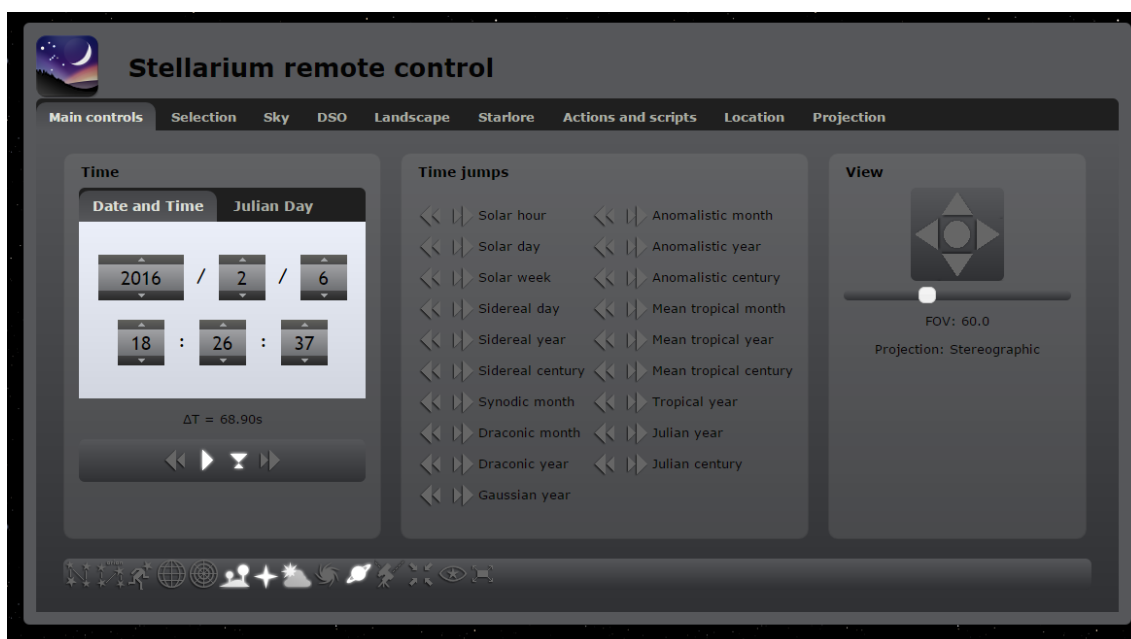 Stellarium remote control
Main controls Selection Sky DSO Landscape Starlore Actions and scripts Location Projection
Time
Date and Time Julian Day
2016 / 2 / 6
18 : 26 : 37
ΔT = 68.90s
Time jumps
Solar hour
Solar day
Solar week
Sidereal day
Sidereal year
Sidereal century
Synodic month
Draconic month
Draconic year
Gaussian year
Anomalistic month
Anomalistic year
Anomalistic century
Mean tropical month
Mean tropical year
Mean tropical century
Tropical year
Julian year
Julian century
View
FOV: 60.0
Projection: Stereographic